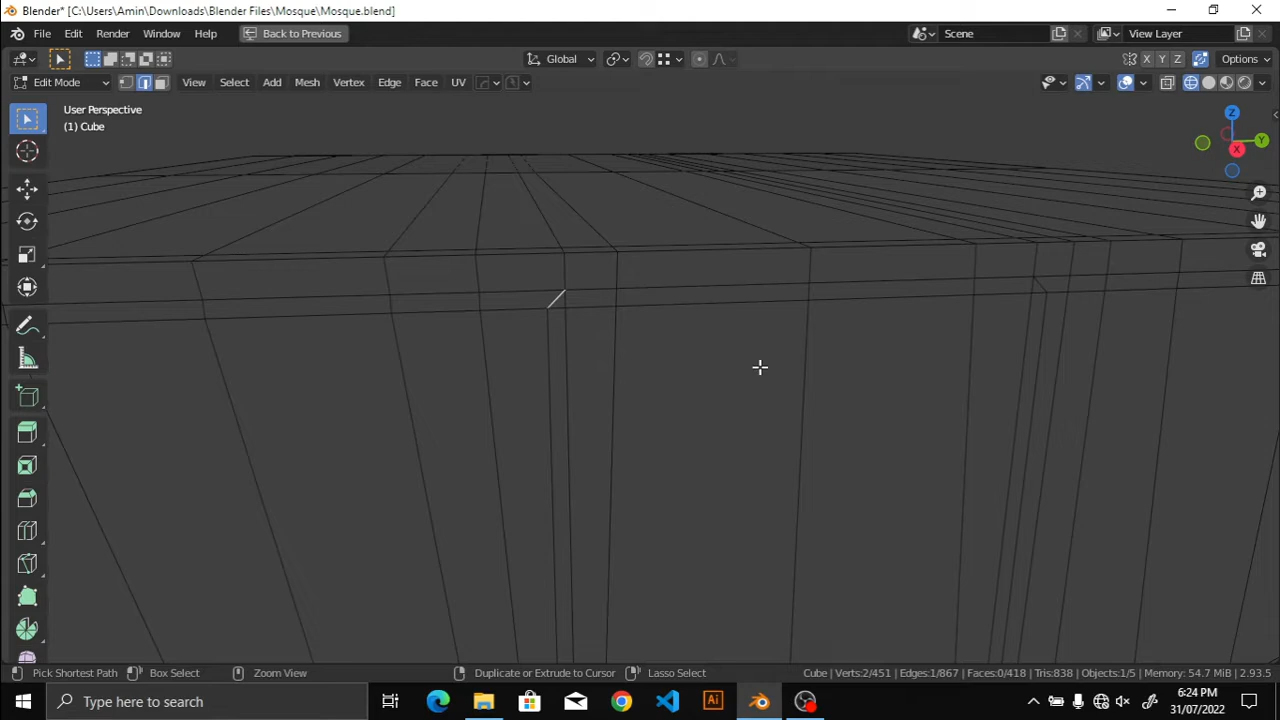 Blender* [C:\Users\Amin\Downloads\Blender Files\Mosque\Mosque.blend]
File Edit Render Window Help Back to Previous Scene View Layer
Global X Y Z Options
Edit Mode View Select Add Mesh Vertex Edge Face UV
User Perspective
(1) Cube
Z
Y
X
Pick Shortest Path Box Select Zoom View Duplicate or Extrude to Cursor Lasso Select Cube | Verts:2/451 | Edges:1/867 | Faces:0/418 | Tris:838 | Objects:1/5 | Memory: 54.7 MiB | 2.93.5
Type here to search Ai 6:24 PM
31/07/2022